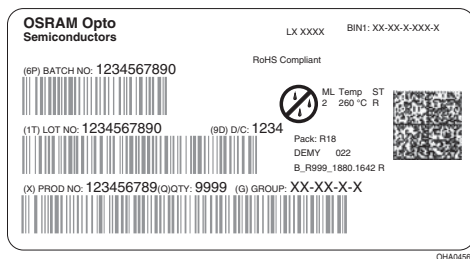 OSRAM Opto
Semiconductors
LX XXXX
BIN1: XX-XX-X-XXX-X
RoHS Compliant
(6P) BATCH NO: 1234567890
ML Temp ST
2 260 °C R
(1T) LOT NO: 1234567890
(9D) D/C: 1234
Pack: R18
DEMY 022
B_R999_1880.1642 R
(X) PROD NO: 123456789(Q)QTY: 9999 (G) GROUP: XX-XX-X-X
OHA04563